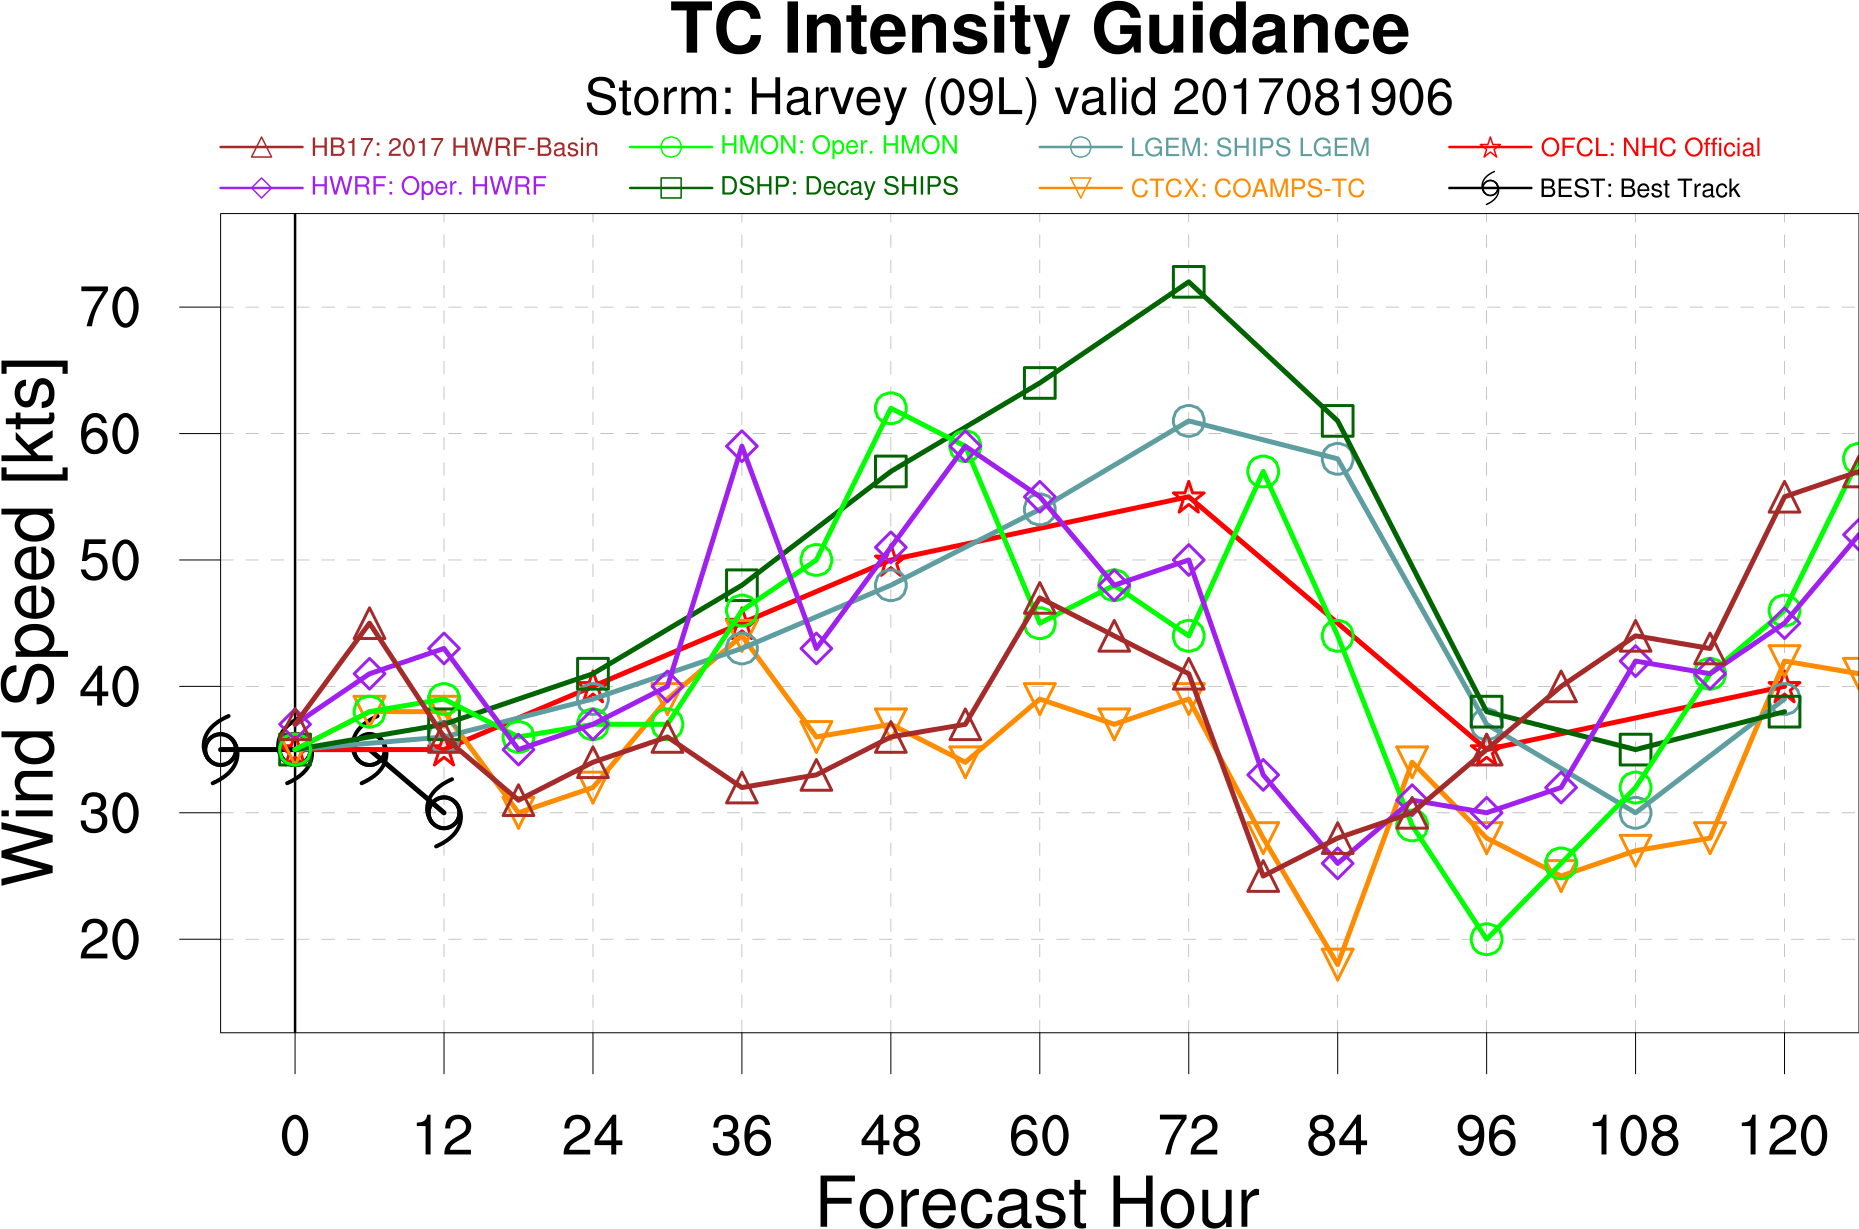 TC Intensity Guidance
Storm: Harvey (09L) valid 2017081906
HB17: 2017 HWRF-Basin HMON: Oper. HMON LGEM: SHIPS LGEM OFCL: NHC Official
HWRF: Oper. HWRF DSHP: Decay SHIPS CTCX: COAMPS-TC BEST: Best Track
Wind Speed [kts]
70
60
50
40
30
20
0 12 24 36 48 60 72 84 96 108 120
Forecast Hour